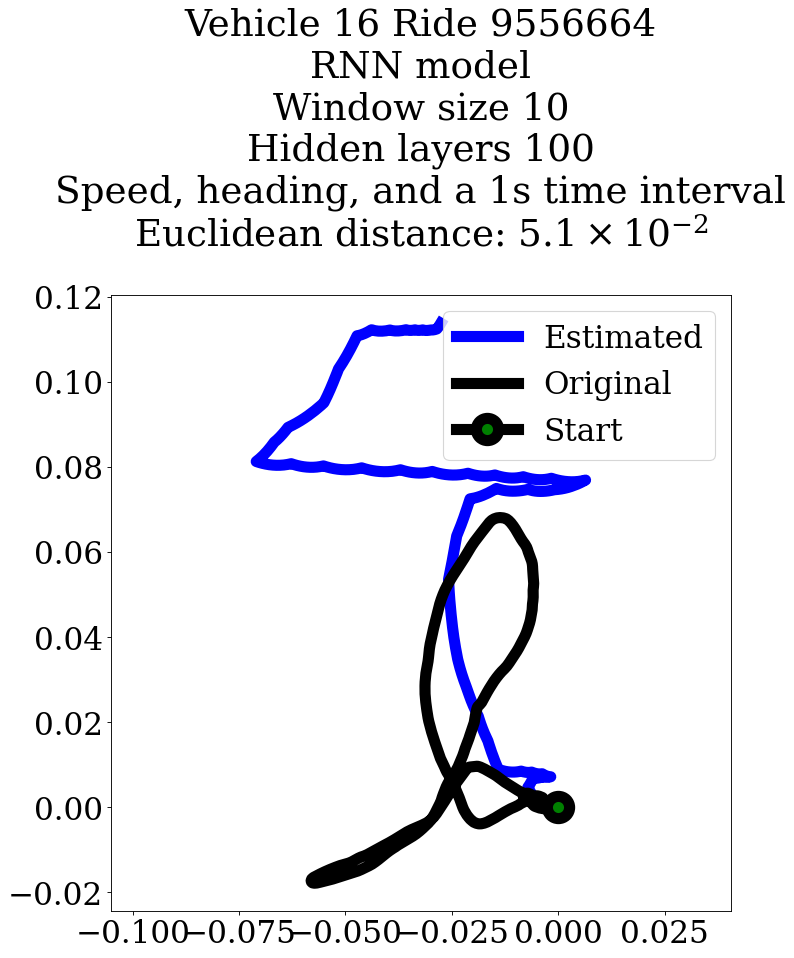 Vehicle 16 Ride 9556664
RNN model
Window size 10
Hidden layers 100
Speed, heading, and a 1s time interval
Euclidean distance: 5.1 × 10⁻²
0.12
0.10
0.08
0.06
0.04
0.02
0.00
−0.02
Estimated
Original
Start
−0.100 −0.075 −0.050 −0.025 0.000 0.025